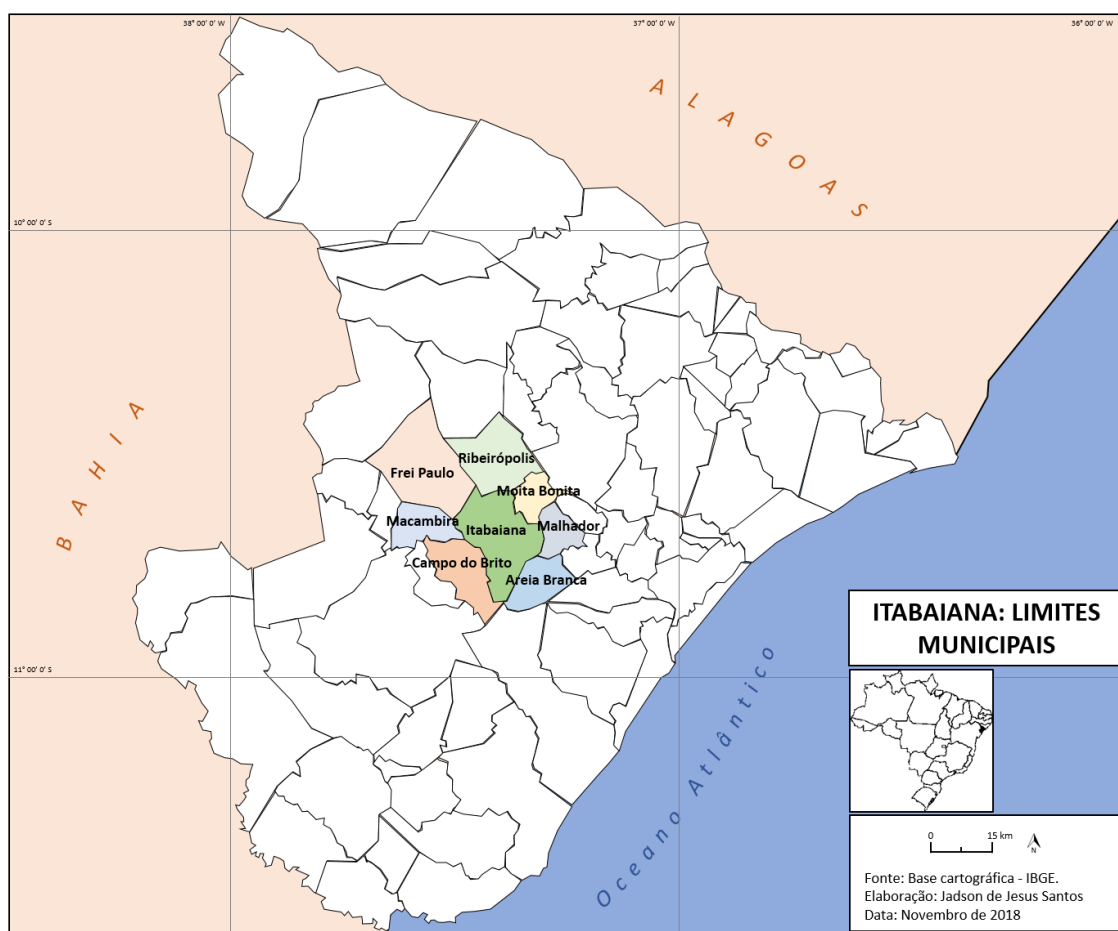 38° 00' 0' W
37° 00' 0' W
36° 00' 0' W
ALAGOAS
10° 00' 0' S
BAHIA
Ribeirópolis
Frei Paulo
Moita Bonita
Macambira
Itabaiana
Malhador
Campo do Brito
Areia Branca
11° 00' 0' S
Oceano Atlântico
ITABAIANA: LIMITES
MUNICIPAIS
0 15 km
N
Fonte: Base cartográfica - IBGE.
Elaboração: Jadson de Jesus Santos
Data: Novembro de 2018